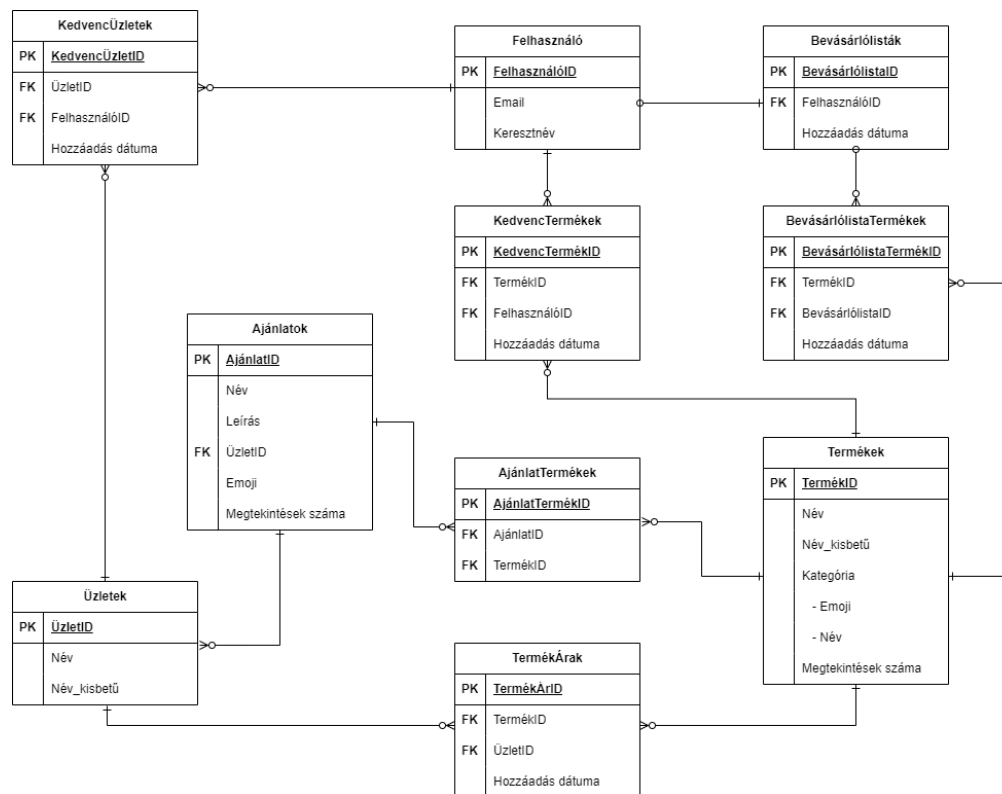 KedvencÜzletek
PK KedvencÜzletID
FK ÜzletID
FK FelhasználóID
Hozzáadás dátuma
Felhasználó
PK FelhasználóID
Email
Keresztnév
Bevásárlólisták
PK BevásárlólistaID
FK FelhasználóID
Hozzáadás dátuma
KedvencTermékek
PK KedvencTermékID
FK TermékID
FK FelhasználóID
Hozzáadás dátuma
BevásárlólistaTermékek
PK BevásárlólistaTermékID
FK TermékID
FK BevásárlólistaID
Hozzáadás dátuma
Ajánlatok
PK AjánlatID
Név
Leírás
FK ÜzletID
Emoji
Megtekintések száma
AjánlatTermékek
PK AjánlatTermékID
FK AjánlatID
FK TermékID
Termékek
PK TermékID
Név
Név_kisbetű
Kategória
- Emoji
- Név
Megtekintések száma
Üzletek
PK ÜzletID
Név
Név_kisbetű
TermékÁrak
PK TermékÀrID
FK TermékID
FK ÜzletID
Hozzáadás dátuma